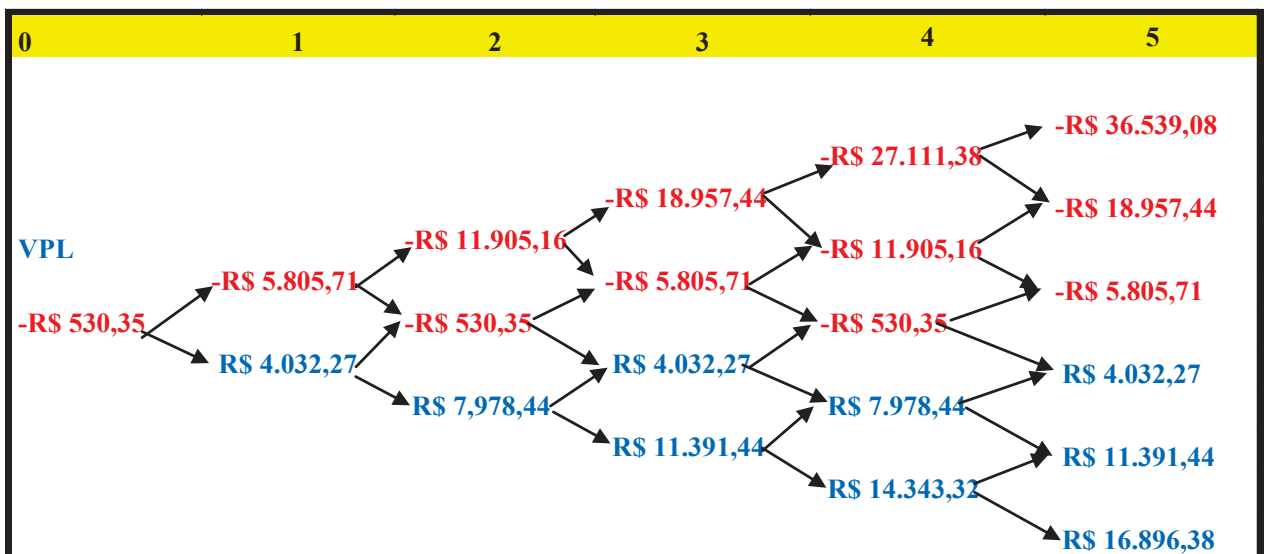 0 1 2 3 4 5
-R$ 36.539,08
-R$ 27.111,38
-R$ 18.957,44 -R$ 18.957,44
VPL -R$ 11.905,16 -R$ 11.905,16
-R$ 5.805,71 -R$ 5.805,71 -R$ 5.805,71
-R$ 530,35 -R$ 530,35 -R$ 530,35
R$ 4.032,27 R$ 4.032,27 R$ 4.032,27
R$ 7,978,44 R$ 7.978,44
R$ 11.391,44 R$ 11.391,44
R$ 14.343,32
R$ 16.896,38